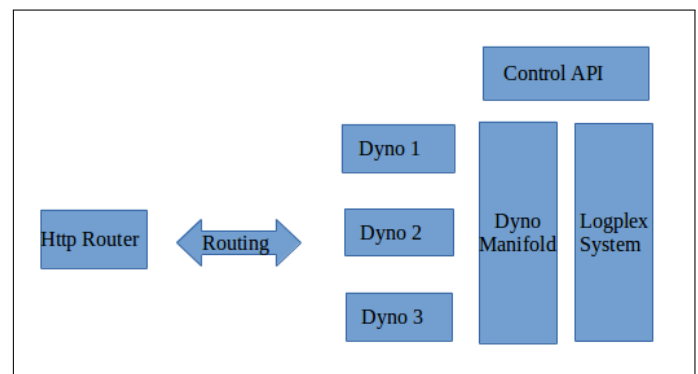 Control API
Dyno 1
Http Router
Routing
Dyno 2
Dyno
Manifold
Logplex
System
Dyno 3